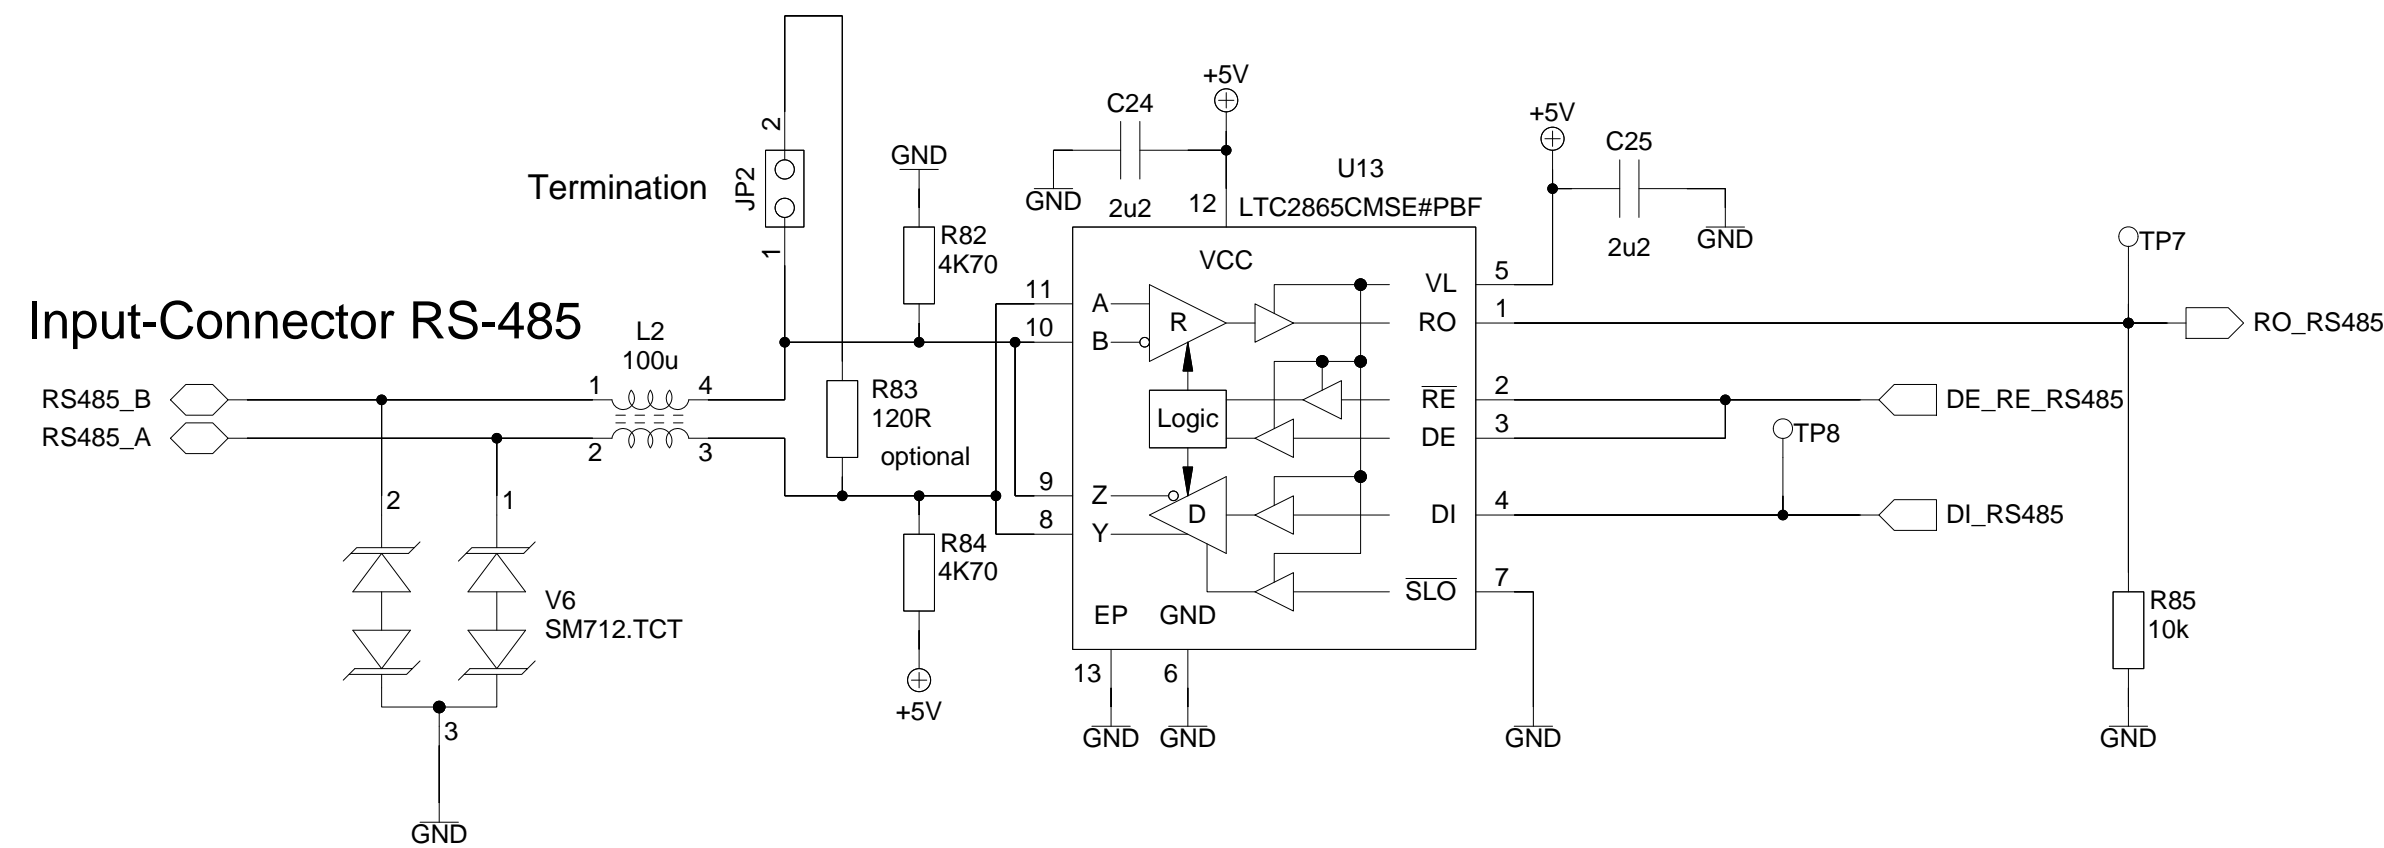 2
JP2
1
Termination
GND
R82
4K70
C24
+5V
GND
2u2
12
U13
LTC2865CMSE#PBF
+5V
C25
2u2
GND
TP7
Input-Connector RS-485
L2
100u
RS485_B
RS485_A
1
4
2
3
R83
120R
optional
11
10
9
8
VCC
A
B
R
Logic
Z
Y
D
EP
GND
VL
RO
RE
DE
DI
SLO
5
1
2
3
4
7
RO_RS485
DE_RE_RS485
TP8
DI_RS485
2
1
V6
SM712.TCT
3
GND
R84
4K70
+5V
13
6
GND
GND
GND
R85
10k
GND